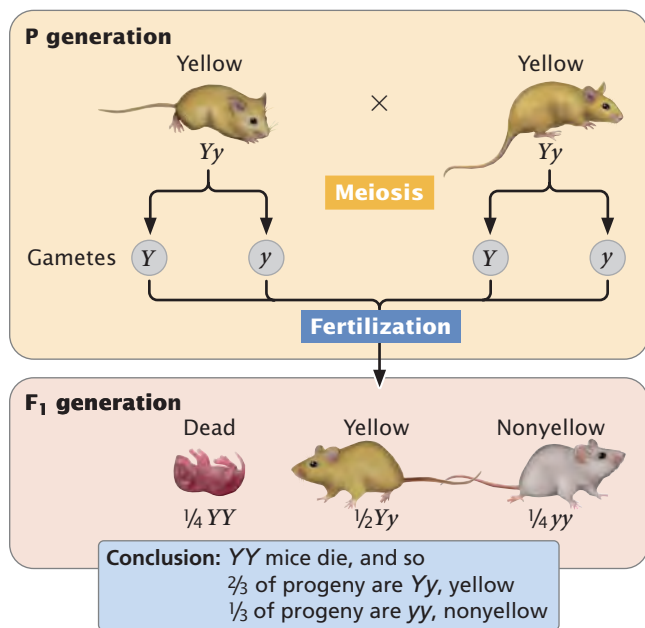 P generation
Yellow
Yellow
×
Yy
Yy
Meiosis
Gametes
Y
y
Y
y
Fertilization
F₁ generation
Dead
Yellow
Nonyellow
¼ YY
½Yy
¼ yy
Conclusion: YY mice die, and so
⅔ of progeny are Yy, yellow
⅓ of progeny are yy, nonyellow